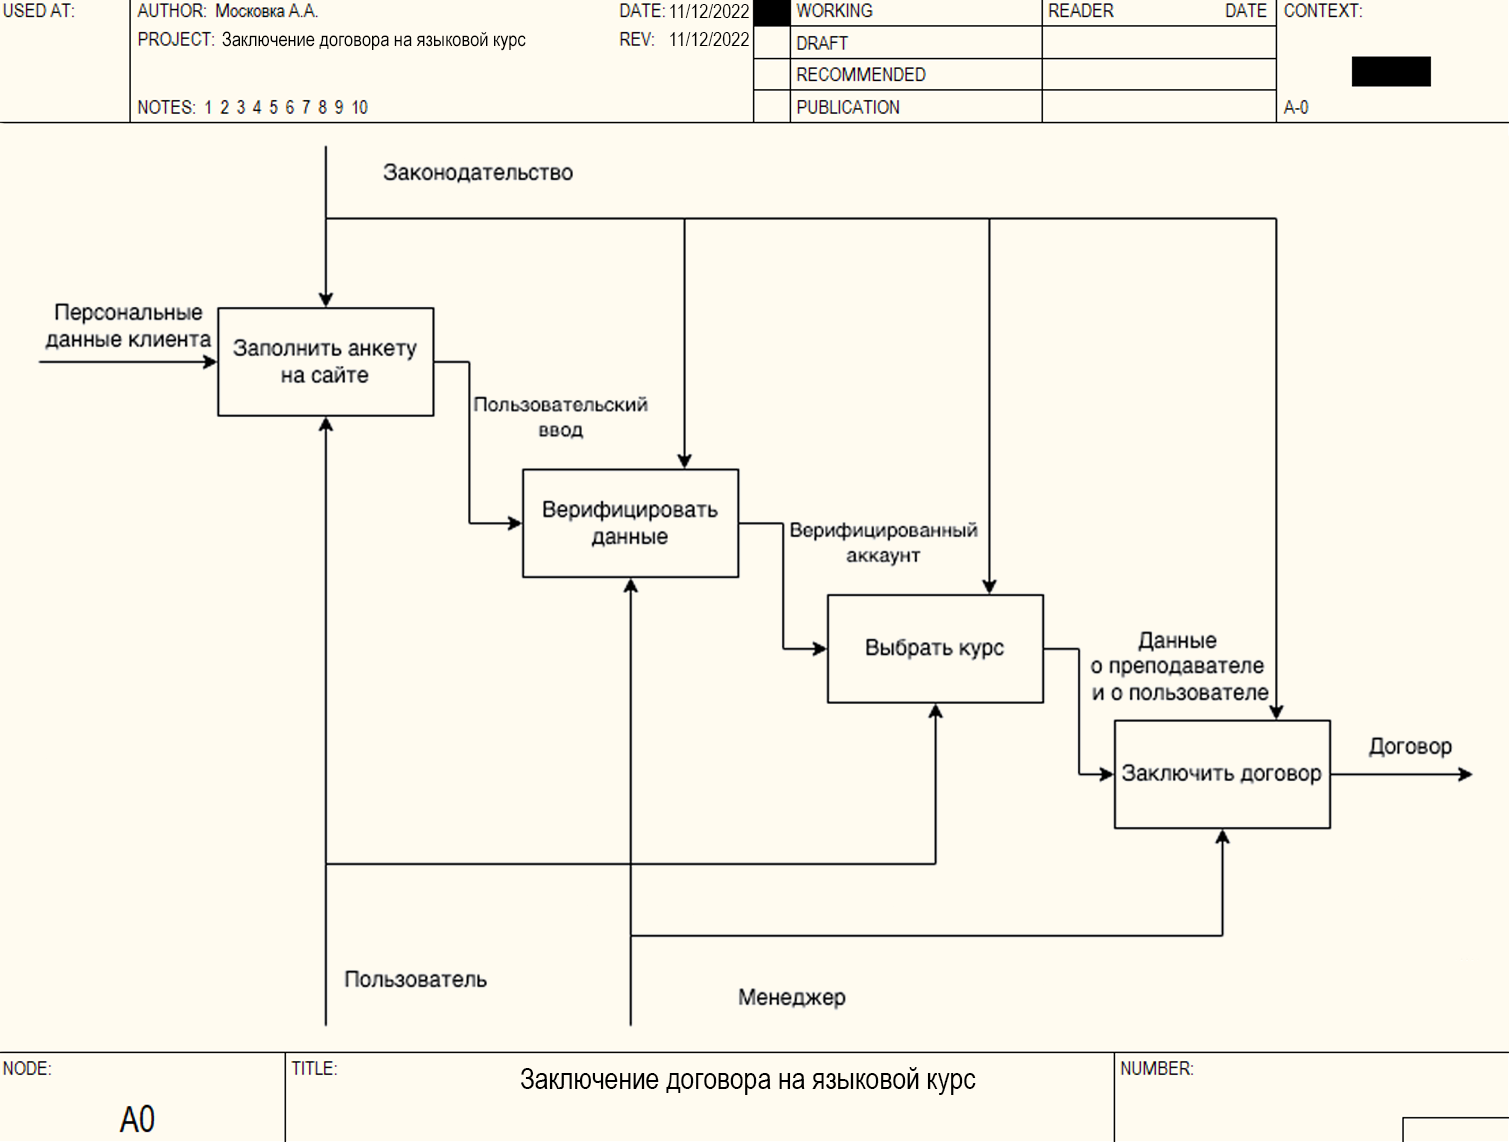 USED AT:
AUTHOR: Московка А.А.
DATE: 11/12/2022
WORKING
READER
DATE
CONTEXT:
PROJECT: Заключение договора на языковой курс
REV: 11/12/2022
DRAFT
RECOMMENDED
NOTES: 1 2 3 4 5 6 7 8 9 10
PUBLICATION
A-0
Законодательство
Персональные
данные клиента
Заполнить анкету
на сайте
Пользовательский
ввод
Верифицировать
данные
Верифицированный
аккаунт
Выбрать курс
Данные
о преподавателе
и о пользователе
Заключить договор
Договор
Пользователь
Менеджер
NODE:
A0
TITLE:
Заключение договора на языковой курс
NUMBER: